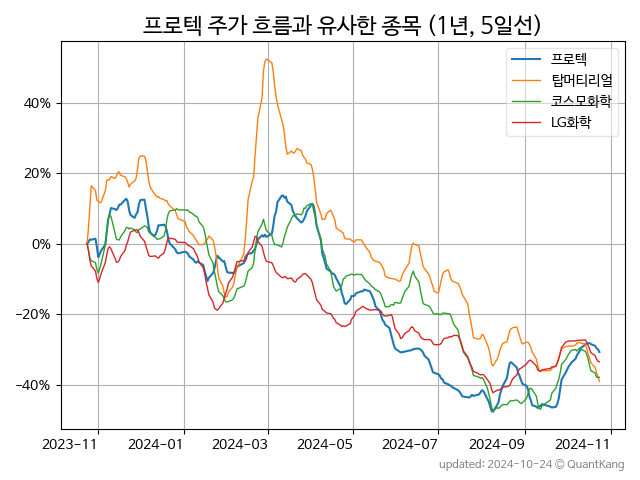 프로텍 주가 흐름과 유사한 종목 (1년, 5일선)
프로텍
탑머티리얼
코스모화학
LG화학
40%
20%
0%
−20%
−40%
2023−11
2024−01
2024−03
2024−05
2024−07
2024−09
2024−11
updated: 2024-10-24 © QuantKang